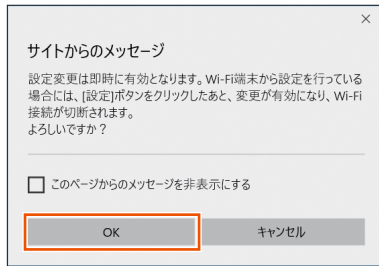 サイトからのメッセージ
設定変更は即時に有効となります。Wi-Fi端末から設定を行っている
場合には、[設定]ボタンをクリックしたあと、変更が有効になり、Wi-Fi
接続が切断されます。
よろしいですか？
このページからのメッセージを非表示にする
OK キャンセル